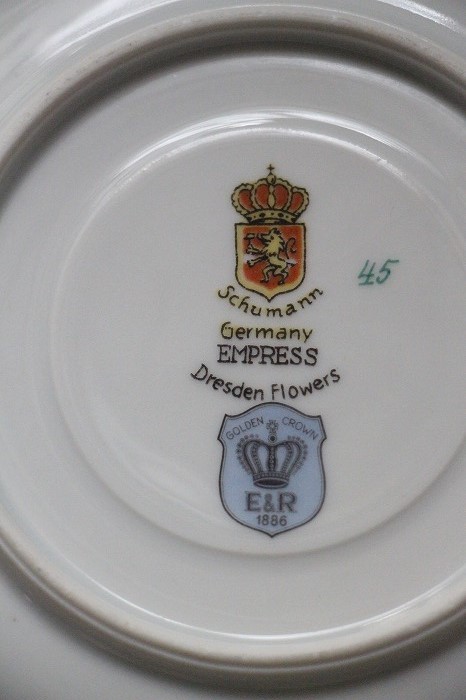 Schumann
Germany
EMPRESS
Dresden Flowers
45
GOLDEN CROWN
E&R
1886